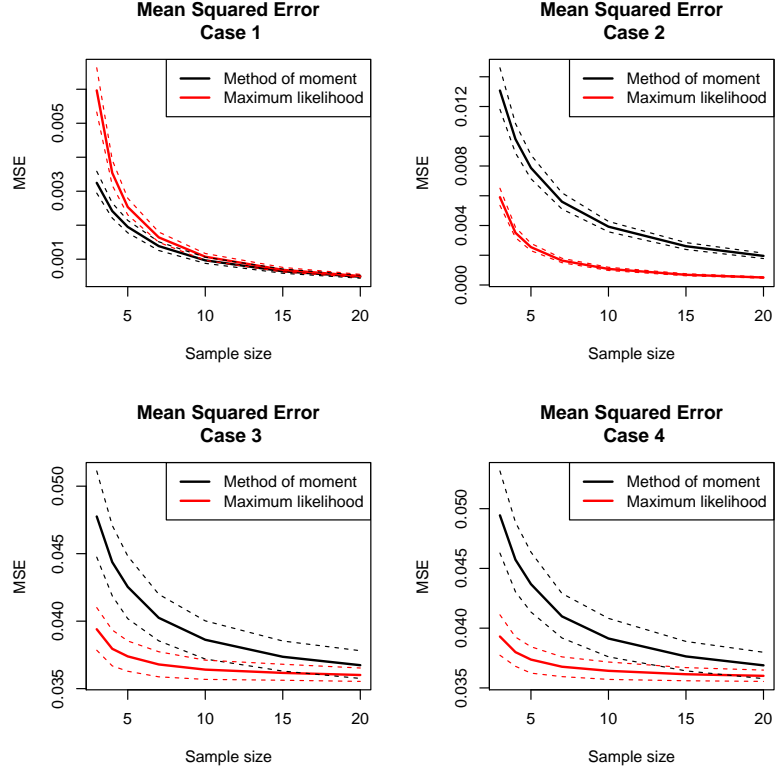 Mean Squared Error
Case 1
MSE
0.001
0.003
0.005
Method of moment
Maximum likelihood
5
10
15
20
Sample size
Mean Squared Error
Case 2
MSE
0.000
0.004
0.008
0.012
Method of moment
Maximum likelihood
5
10
15
20
Sample size
Mean Squared Error
Case 3
MSE
0.035
0.040
0.045
0.050
Method of moment
Maximum likelihood
5
10
15
20
Sample size
Mean Squared Error
Case 4
MSE
0.035
0.040
0.045
0.050
Method of moment
Maximum likelihood
5
10
15
20
Sample size